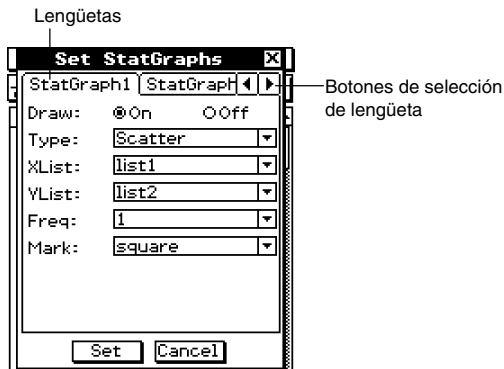 Lengüetas
Set StatGraphs
StatGraph1 StatGraph
Botones de selección
de lengüeta
Draw: On Off
Type: Scatter
XList: list1
YList: list2
Freq: 1
Mark: square
Set Cancel